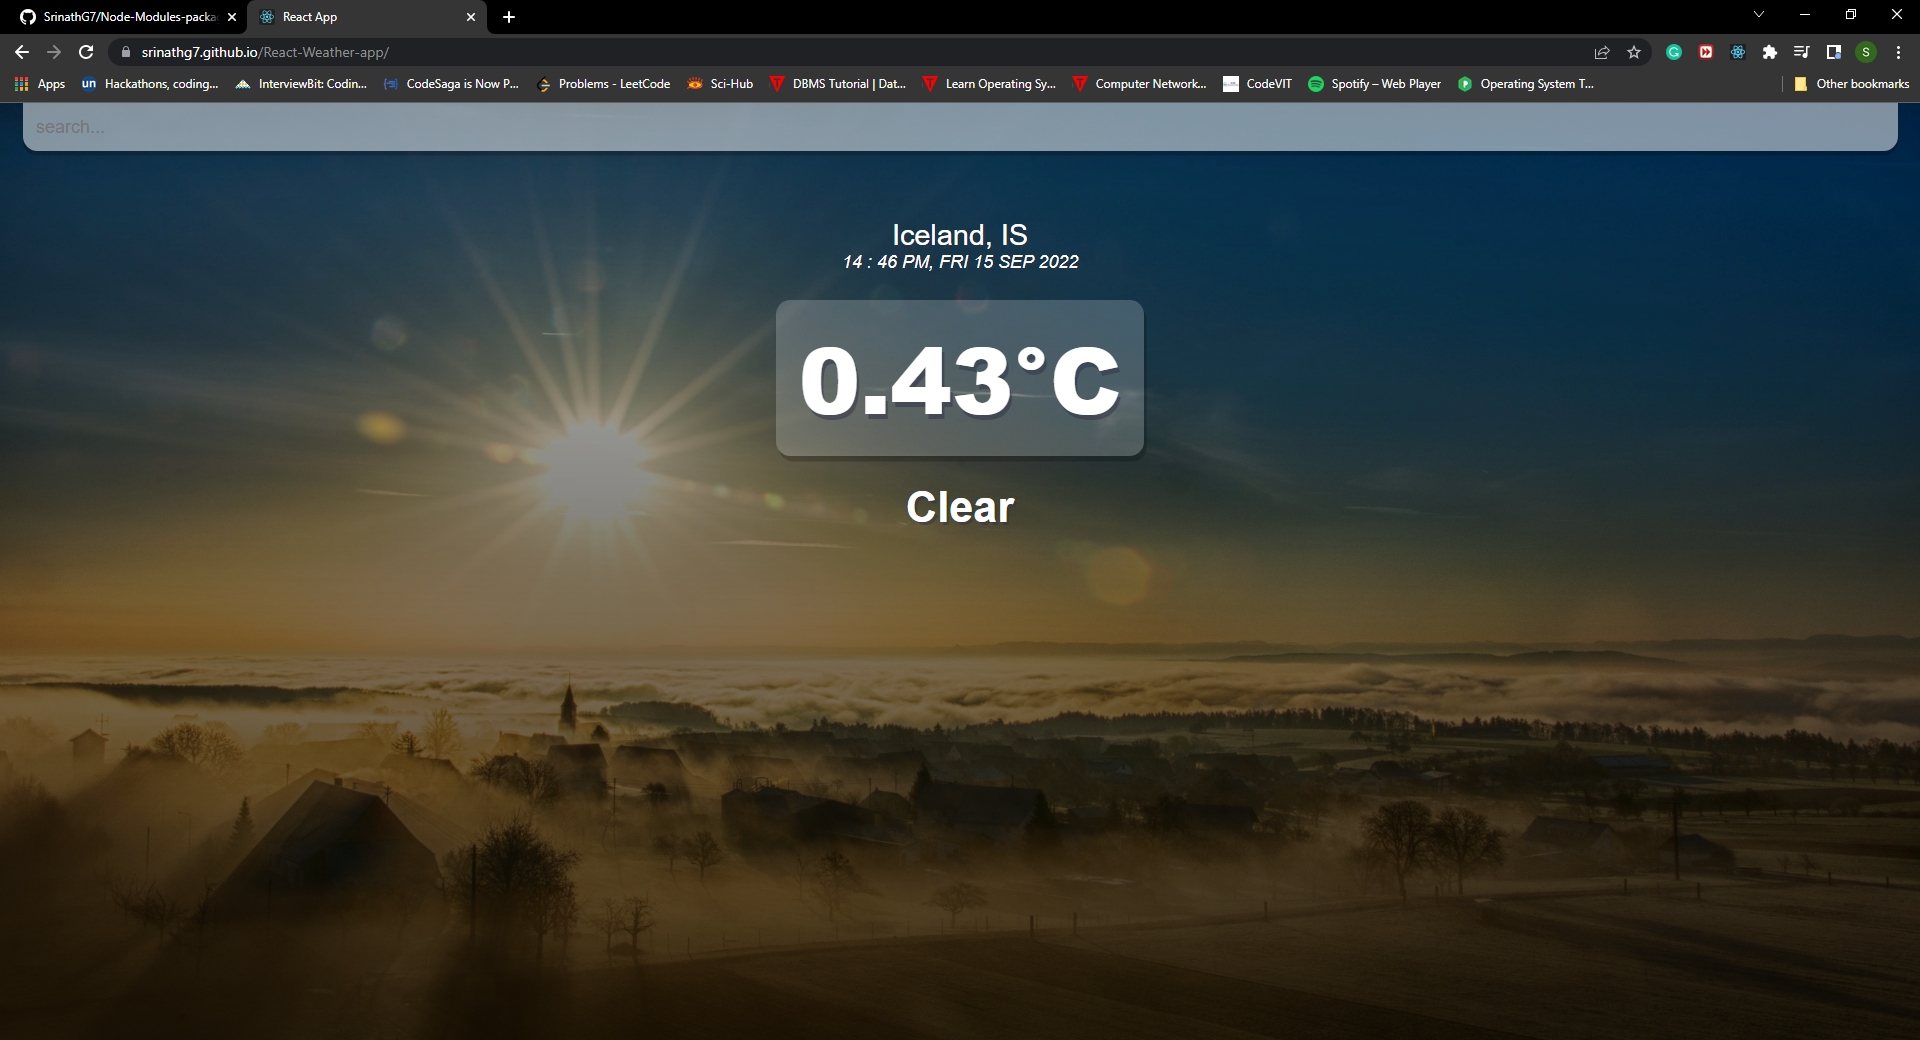 SrinathG7/Node-Modules-packa
React App
srinathg7.github.io/React-Weather-app/
S
Apps
un Hackathons, coding...
InterviewBit: Codin...
CodeSaga is Now P...
Problems - LeetCode
Sci-Hub
DBMS Tutorial | Dat...
Learn Operating Sy...
Computer Network...
CodeVIT
Spotify – Web Player
Operating System T...
Other bookmarks
search...
Iceland, IS
14 : 46 PM, FRI 15 SEP 2022
0.43°C
Clear